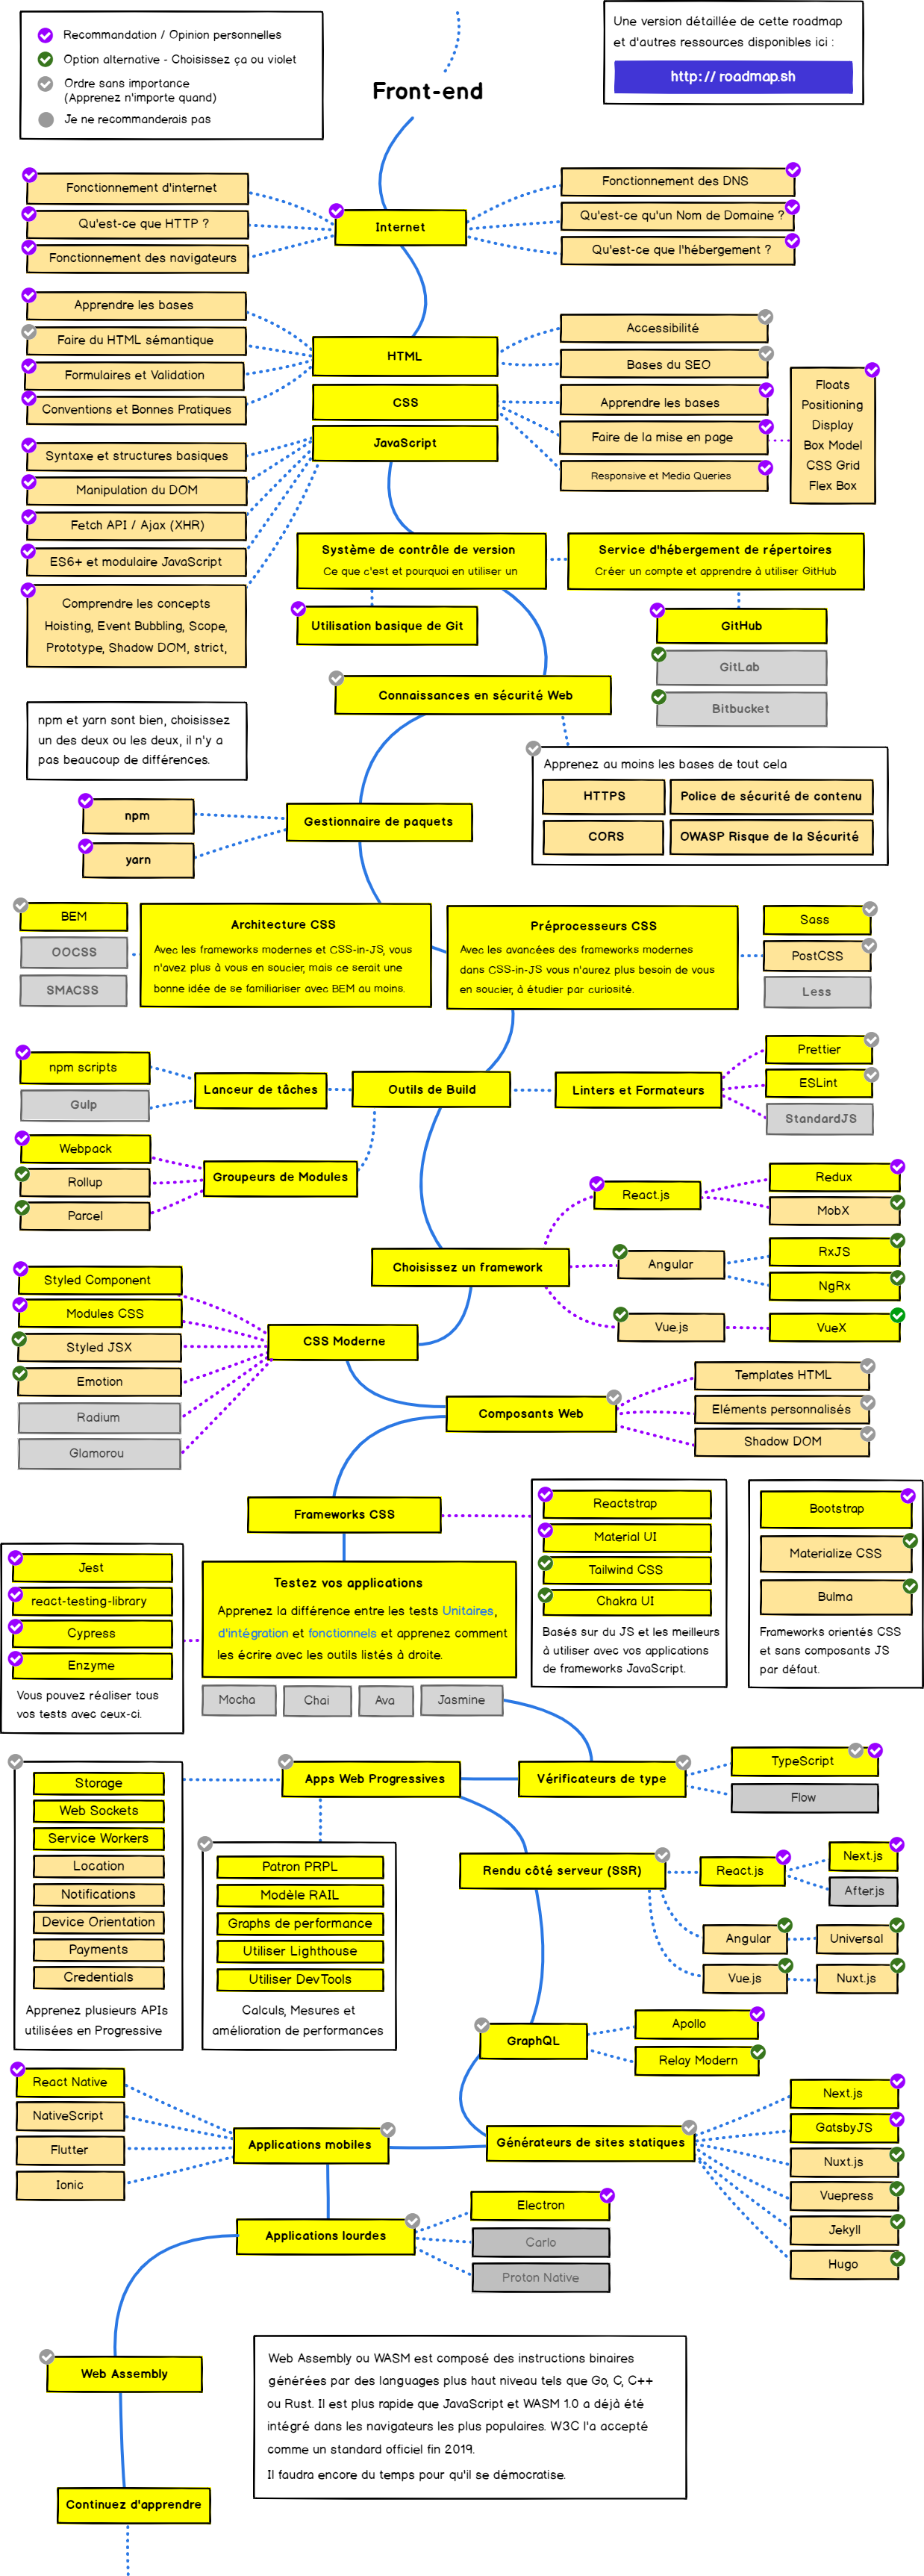 Recommandation / Opinion personnelles
Option alternative - Choisissez ça ou violet
Ordre sans importance
(Apprenez n'importe quand)
Je ne recommanderais pas
Front-end
Une version détaillée de cette roadmap
et d'autres ressources disponibles ici :
http://roadmap.sh
Fonctionnement d'internet
Qu'est-ce que HTTP ?
Fonctionnement des navigateurs
Internet
Fonctionnement des DNS
Qu'est-ce qu'un Nom de Domaine ?
Qu'est-ce que l'hébergement ?
Apprendre les bases
Faire du HTML sémantique
Formulaires et Validation
Conventions et Bonnes Pratiques
HTML
CSS
JavaScript
Accessibilité
Bases du SEO
Apprendre les bases
Faire de la mise en page
Responsive et Media Queries
Floats
Positioning
Display
Box Model
CSS Grid
Flex Box
Syntaxe et structures basiques
Manipulation du DOM
Fetch API / Ajax (XHR)
ES6+ et modulaire JavaScript
Comprendre les concepts
Hoisting, Event Bubbling, Scope,
Prototype, Shadow DOM, strict,
Système de contrôle de version
Ce que c'est et pourquoi en utiliser un
Service d'hébergement de répertoires
Créer un compte et apprendre à utiliser GitHub
Utilisation basique de Git
GitHub
GitLab
Bitbucket
Connaissances en sécurité Web
npm et yarn sont bien, choisissez
un des deux ou les deux, il n'y a
pas beaucoup de différences.
Apprenez au moins les bases de tout cela
HTTPS
Police de sécurité de contenu
CORS
OWASP Risque de la Sécurité
npm
yarn
Gestionnaire de paquets
BEM
OOCSS
SMACSS
Architecture CSS
Avec les frameworks modernes et CSS-in-JS, vous
n'avez plus à vous en soucier, mais ce serait une
bonne idée de se familiariser avec BEM au moins.
Préprocesseurs CSS
Avec les avancées des frameworks modernes
dans CSS-in-JS vous n'aurez plus besoin de vous
en soucier, à étudier par curiosité.
Sass
PostCSS
Less
npm scripts
Gulp
Lanceur de tâches
Outils de Build
Linters et Formateurs
Prettier
ESLint
StandardJS
Webpack
Rollup
Parcel
Groupeurs de Modules
React.js
Redux
MobX
Choisissez un framework
Angular
RxJS
NgRx
Vue.js
VueX
Styled Component
Modules CSS
Styled JSX
Emotion
Radium
Glamorou
CSS Moderne
Composants Web
Templates HTML
Eléments personnalisés
Shadow DOM
Frameworks CSS
Reactstrap
Material UI
Tailwind CSS
Chakra UI
Basés sur du JS et les meilleurs
à utiliser avec vos applications
de frameworks JavaScript.
Bootstrap
Materialize CSS
Bulma
Frameworks orientés CSS
et sans composants JS
par défaut.
Jest
react-testing-library
Cypress
Enzyme
Vous pouvez réaliser tous
vos tests avec ceux-ci.
Testez vos applications
Apprenez la différence entre les tests Unitaires,
d'intégration et fonctionnels et apprenez comment
les écrire avec les outils listés à droite.
Mocha
Chai
Ava
Jasmine
Apps Web Progressives
Vérificateurs de type
TypeScript
Flow
Storage
Web Sockets
Service Workers
Location
Notifications
Device Orientation
Payments
Credentials
Apprenez plusieurs APIs
utilisées en Progressive
Patron PRPL
Modèle RAIL
Graphs de performance
Utiliser Lighthouse
Utiliser DevTools
Calculs, Mesures et
amélioration de performances
Rendu côté serveur (SSR)
React.js
Next.js
After.js
Angular
Universal
Vue.js
Nuxt.js
GraphQL
Apollo
Relay Modern
React Native
NativeScript
Flutter
Ionic
Applications mobiles
Générateurs de sites statiques
Next.js
GatsbyJS
Nuxt.js
Vuepress
Jekyll
Hugo
Applications lourdes
Electron
Carlo
Proton Native
Web Assembly
Web Assembly ou WASM est composé des instructions binaires
générées par des languages plus haut niveau tels que Go, C, C++
ou Rust. Il est plus rapide que JavaScript et WASM 1.0 a déjà été
intégré dans les navigateurs les plus populaires. W3C l'a accepté
comme un standard officiel fin 2019.
Il faudra encore du temps pour qu'il se démocratise.
Continuez d'apprendre